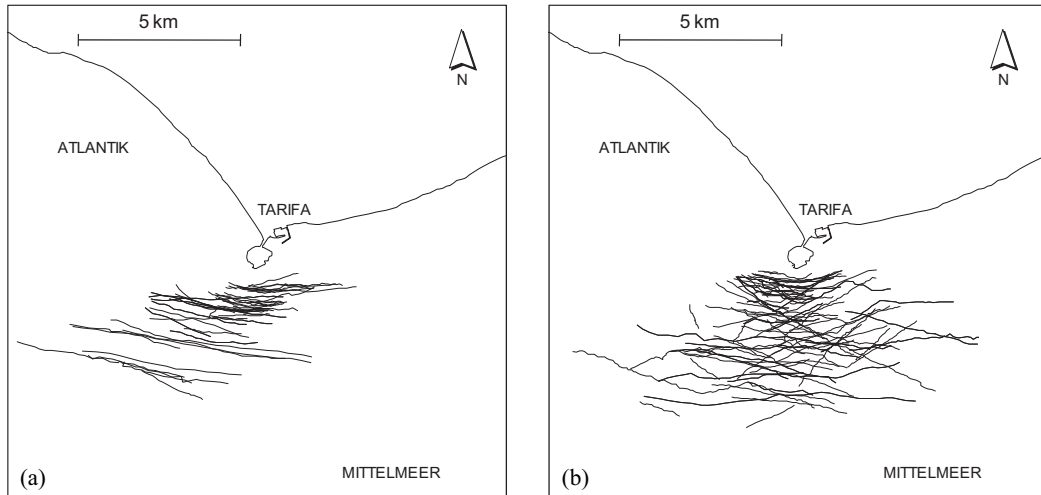 5 km
N
ATLANTIK
TARIFA
(a)
MITTELMEER
5 km
N
ATLANTIK
TARIFA
(b)
MITTELMEER